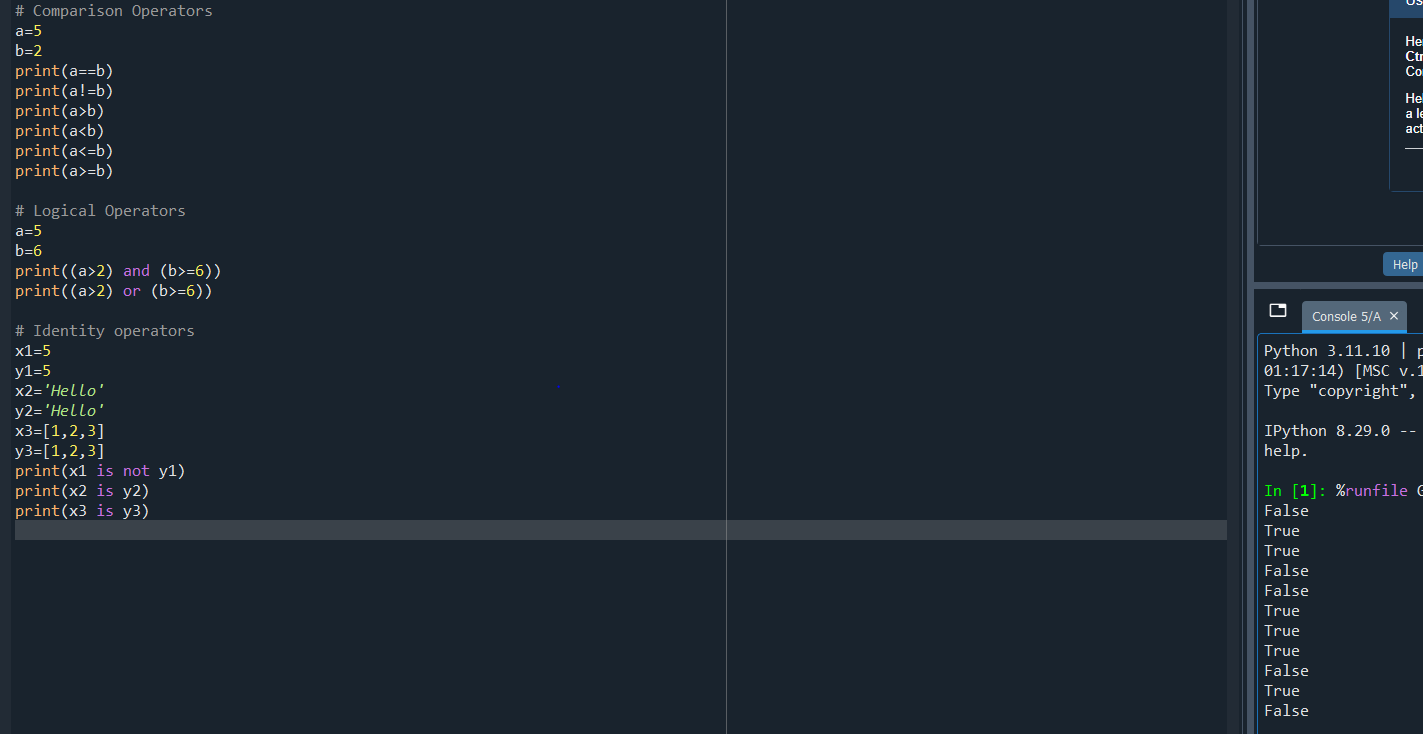 # Comparison Operators
a=5
b=2
print(a==b)
print(a!=b)
print(a>b)
print(a<b)
print(a<=b)
print(a>=b)
# Logical Operators
a=5
b=6
print((a>2) and (b>=6))
print((a>2) or (b>=6))
# Identity operators
x1=5
y1=5
x2='Hello'
y2='Hello'
x3=[1,2,3]
y3=[1,2,3]
print(x1 is not y1)
print(x2 is y2)
print(x3 is y3)
a
Help
Console 5/A
Python 3.11.10 |
01:17:14) [MSC
Type "copyright",
IPython 8.29.0 --
help.
In [1]: %runfile
False
True
True
False
False
True
True
True
False
True
False